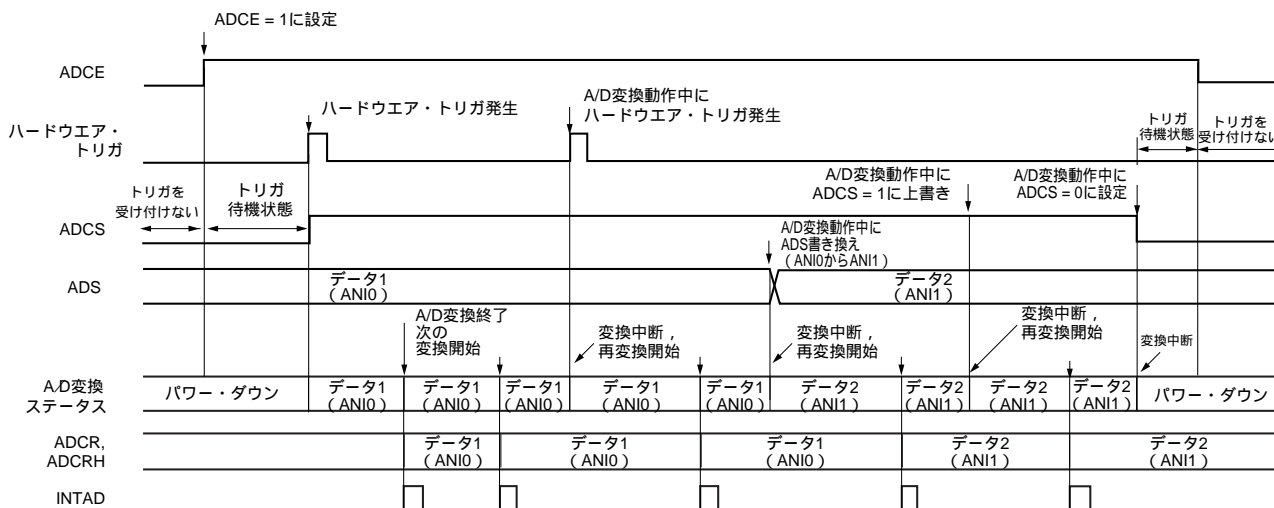 ADCE = 1に設定
ADCE
ハードウエア・トリガ発生
A/D変換動作中に
ハードウエア・トリガ発生
ハードウエア・
トリガ
トリガ
待機状態
トリガを
受け付けない
A/D変換動作中に
ADCS = 1に上書き
A/D変換動作中に
ADCS = 0に設定
トリガを
受け付けない
トリガ
待機状態
ADCS
A/D変換動作中に
ADS書き換え
(ANI0からANI1)
ADS
データ1
(ANI0)
データ2
(ANI1)
A/D変換終了
次の
変換開始
変換中断,
再変換開始
変換中断,
再変換開始
変換中断,
再変換開始
変換中断
A/D変換
ステータス
パワー・ダウン
データ1
(ANI0)
データ1
(ANI0)
データ1
(ANI0)
データ1
(ANI0)
データ1
(ANI0)
データ2
(ANI1)
データ2
(ANI1)
データ2
(ANI1)
データ2
(ANI1)
パワー・ダウン
ADCR,
ADCRH
データ1
(ANI0)
データ1
(ANI0)
データ1
(ANI0)
データ2
(ANI1)
データ2
(ANI1)
INTAD